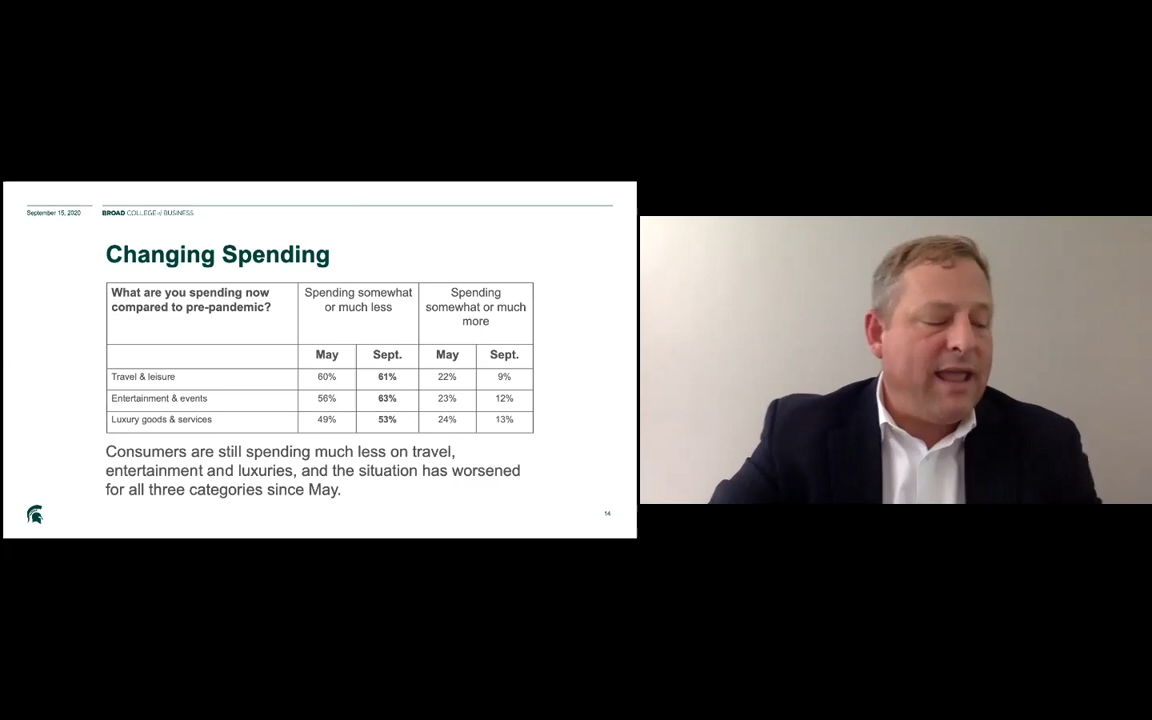 September 15, 2020
BROAD COLLEGE of BUSINESS
Changing Spending
What are you spending now
compared to pre-pandemic?
Spending somewhat
or much less
Spending
somewhat or much
more
May Sept. May Sept.
Travel & leisure 60% 61% 22% 9%
Entertainment & events 56% 63% 23% 12%
Luxury goods & services 49% 53% 24% 13%
Consumers are still spending much less on travel,
entertainment and luxuries, and the situation has worsened
for all three categories since May.
14